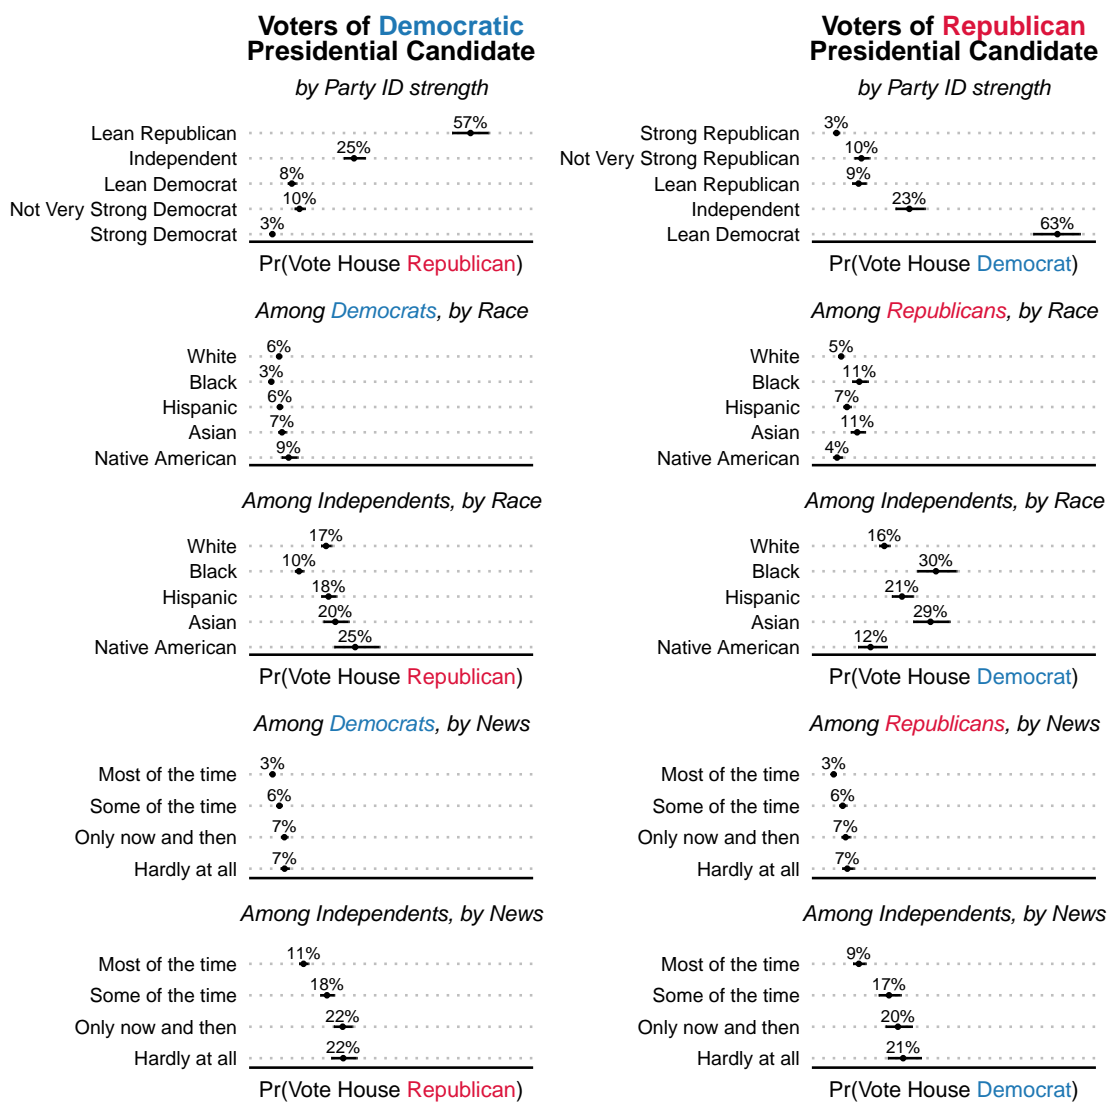 Voters of Democratic
Presidential Candidate
by Party ID strength
Lean Republican 57%
Independent 25%
Lean Democrat 8%
Not Very Strong Democrat 10%
Strong Democrat 3%
Pr(Vote House Republican)
Among Democrats, by Race
White 6%
Black 3%
Hispanic 6%
Asian 7%
Native American 9%
Among Independents, by Race
White 17%
Black 10%
Hispanic 18%
Asian 20%
Native American 25%
Pr(Vote House Republican)
Among Democrats, by News
Most of the time 3%
Some of the time 6%
Only now and then 7%
Hardly at all 7%
Among Independents, by News
Most of the time 11%
Some of the time 18%
Only now and then 22%
Hardly at all 22%
Pr(Vote House Republican)
Voters of Republican
Presidential Candidate
by Party ID strength
Strong Republican 3%
Not Very Strong Republican 10%
Lean Republican 9%
Independent 23%
Lean Democrat 63%
Pr(Vote House Democrat)
Among Republicans, by Race
White 5%
Black 11%
Hispanic 7%
Asian 11%
Native American 4%
Among Independents, by Race
White 16%
Black 30%
Hispanic 21%
Asian 29%
Native American 12%
Pr(Vote House Democrat)
Among Republicans, by News
Most of the time 3%
Some of the time 6%
Only now and then 7%
Hardly at all 7%
Among Independents, by News
Most of the time 9%
Some of the time 17%
Only now and then 20%
Hardly at all 21%
Pr(Vote House Democrat)